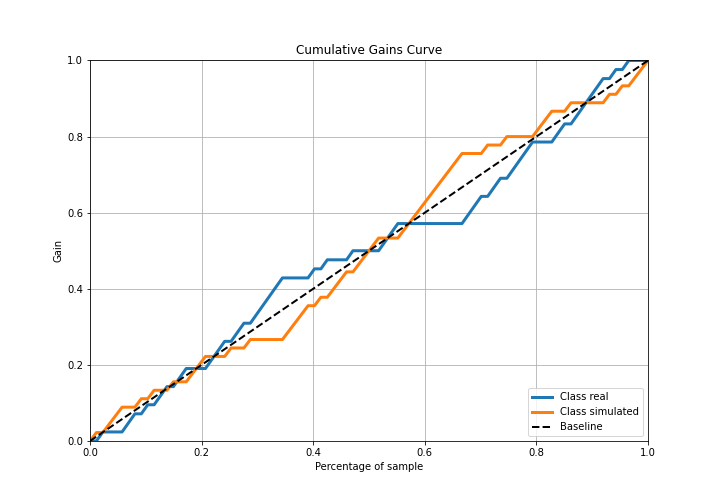 Cumulative Gains Curve
1.0
0.8
0.6
0.4
0.2
0.0
Gain
0.0 0.2 0.4 0.6 0.8 1.0
Percentage of sample
Class real
Class simulated
Baseline